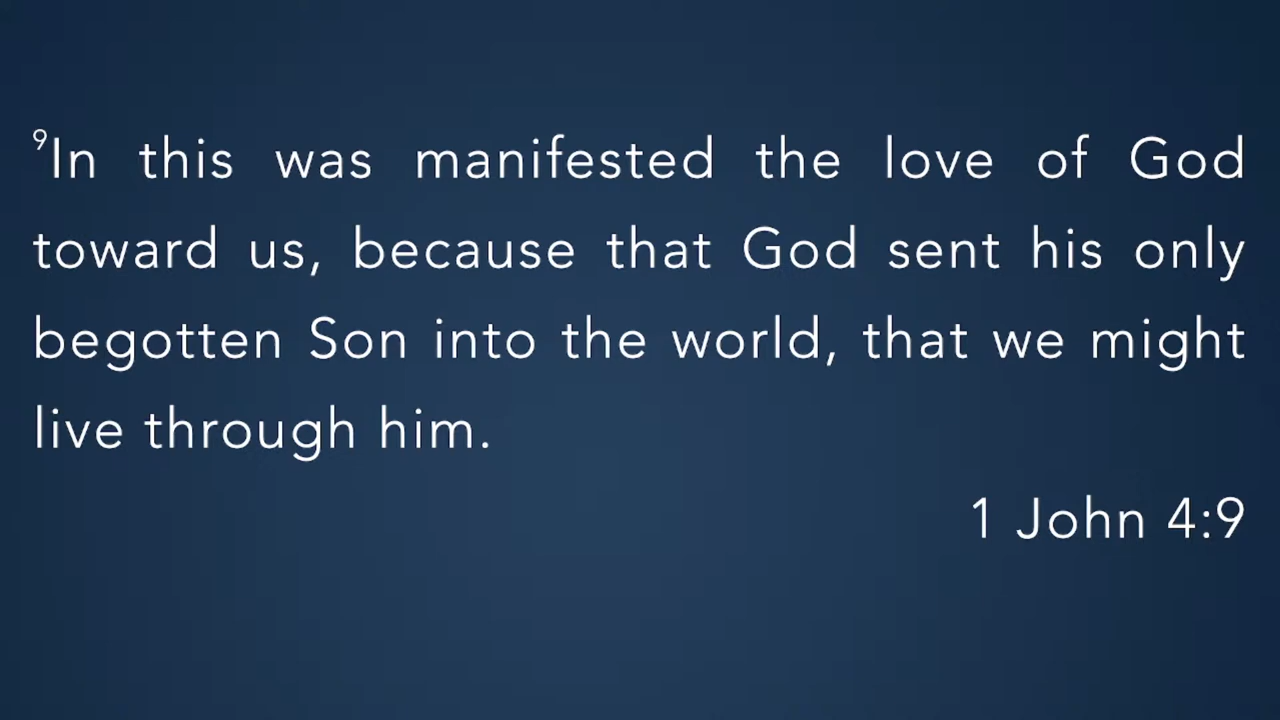 ⁹In this was manifested the love of God
toward us, because that God sent his only
begotten Son into the world, that we might
live through him.
1 John 4:9